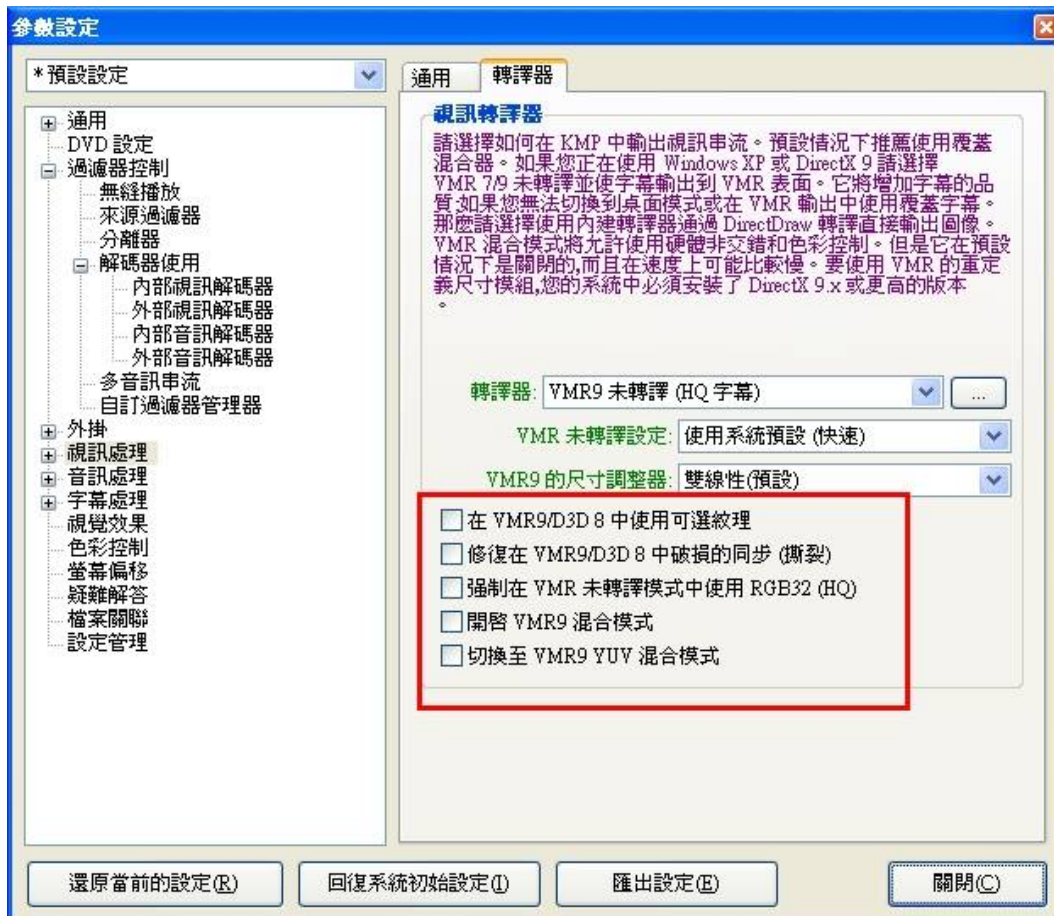 參數設定
*預設設定
通用
DVD 設定
過濾器控制
無縫播放
來源過濾器
分離器
解碼器使用
內部視訊解碼器
外部視訊解碼器
內部音訊解碼器
外部音訊解碼器
多音訊串流
自訂過濾器管理器
外掛
視訊處理
音訊處理
字幕處理
視覺效果
色彩控制
螢幕偏移
疑難解答
檔案關聯
設定管理
通用
轉譯器
視訊轉譯器
請選擇如何在 KMP 中輸出視訊串流。預設情況下推薦使用覆蓋
混合器。如果您正在使用 Windows XP 或 DirectX 9 請選擇
VMR 7/9 未轉譯並使字幕輸出到 VMR 表面。它將增加字幕的品
質.如果您無法切換到桌面模式或在 VMR 輸出中使用覆蓋字幕。
那麼請選擇使用內建轉譯器通過 DirectDraw 轉譯直接輸出圖像。
VMR 混合模式將允許使用硬體非交錯和色彩控制。但是它在預設
情況下是關閉的,而且在速度上可能比較慢。要使用 VMR 的重定
義尺寸模組,您的系統中必須安裝了 DirectX 9.x 或更高的版本
。
轉譯器: VMR9 未轉譯 (HQ 字幕) ...
VMR 未轉譯設定: 使用系統預設 (快速)
VMR9 的尺寸調整器: 雙線性(預設)
在 VMR9/D3D 8 中使用可選紋理
修復在 VMR9/D3D 8 中破損的同步 (撕裂)
强制在 VMR 未轉譯模式中使用 RGB32 (HQ)
開啓 VMR9 混合模式
切換至 VMR9 YUV 混合模式
還原當前的設定(R)
回復系統初始設定(I)
匯出設定(E)
關閉(C)